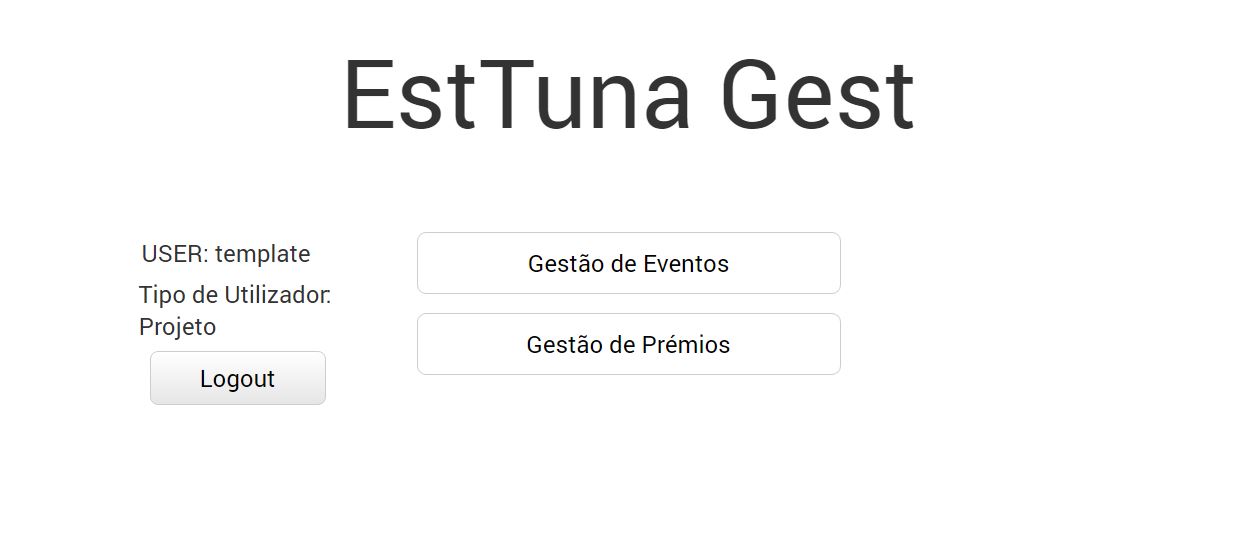 EstTuna Gest
USER: template
Tipo de Utilizador:
Projeto
Logout
Gestão de Eventos
Gestão de Prémios